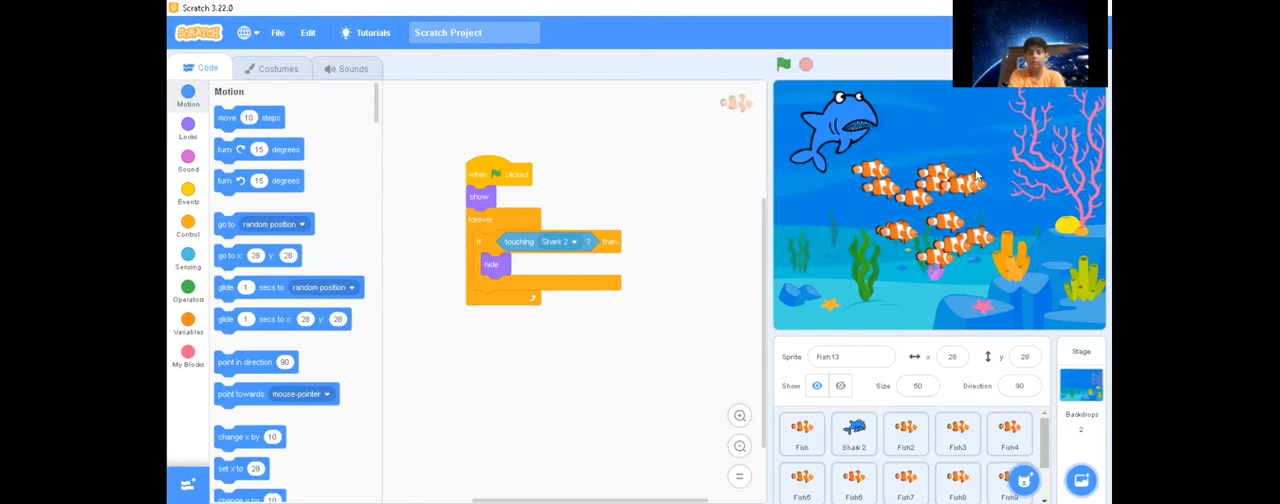 Scratch 3.22.0
SCRATCH
File
Edit
Tutorials
Scratch Project
Code
Costumes
Sounds
Motion
Looks
Sound
Events
Control
Sensing
Operators
Variables
My Blocks
Motion
move 10 steps
turn 15 degrees
turn 15 degrees
go to random position
go to x: 28 y: 28
glide 1 secs to random position
glide 1 secs to x: 28 y: 28
point in direction 90
point towards mouse-pointer
change x by 10
set x to 28
change y by 10
when clicked
show
forever
if touching Shark 2 ? then
hide
Sprite Fish13 x 28 y 28
Show Size 50 Direction 90
Fish
Shark 2
Fish2
Fish3
Fish4
Fish5
Fish6
Fish7
Fish8
Fish9
Stage
Backdrops
2